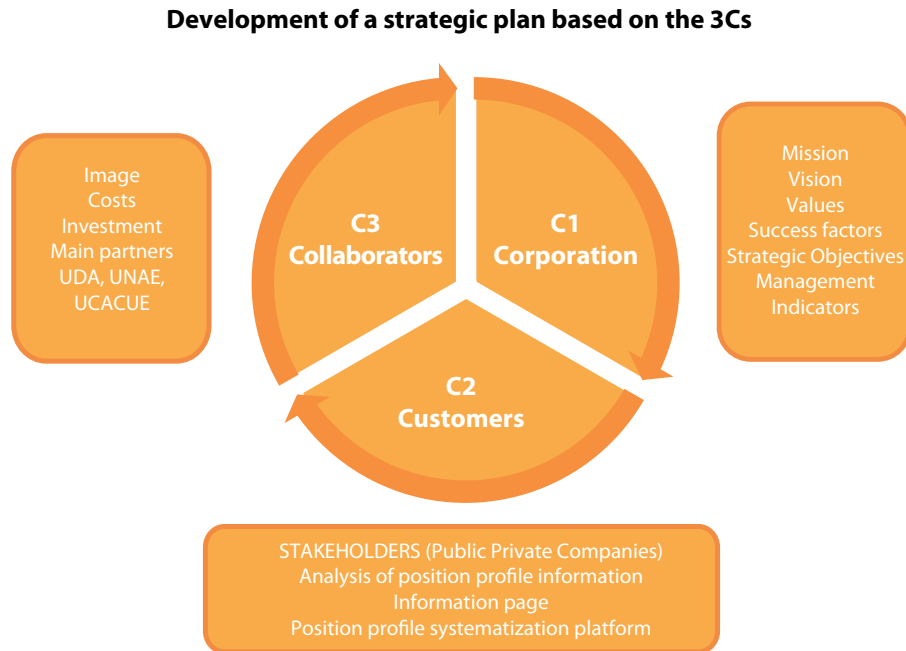 Development of a strategic plan based on the 3Cs
Image
Costs
Investment
Main partners
UDA, UNAE,
UCACUE
C3
Collaborators
C1
Corporation
Mission
Vision
Values
Success factors
Strategic Objectives
Management
Indicators
C2
Customers
STAKEHOLDERS (Public Private Companies)
Analysis of position profile information
Information page
Position profile systematization platform